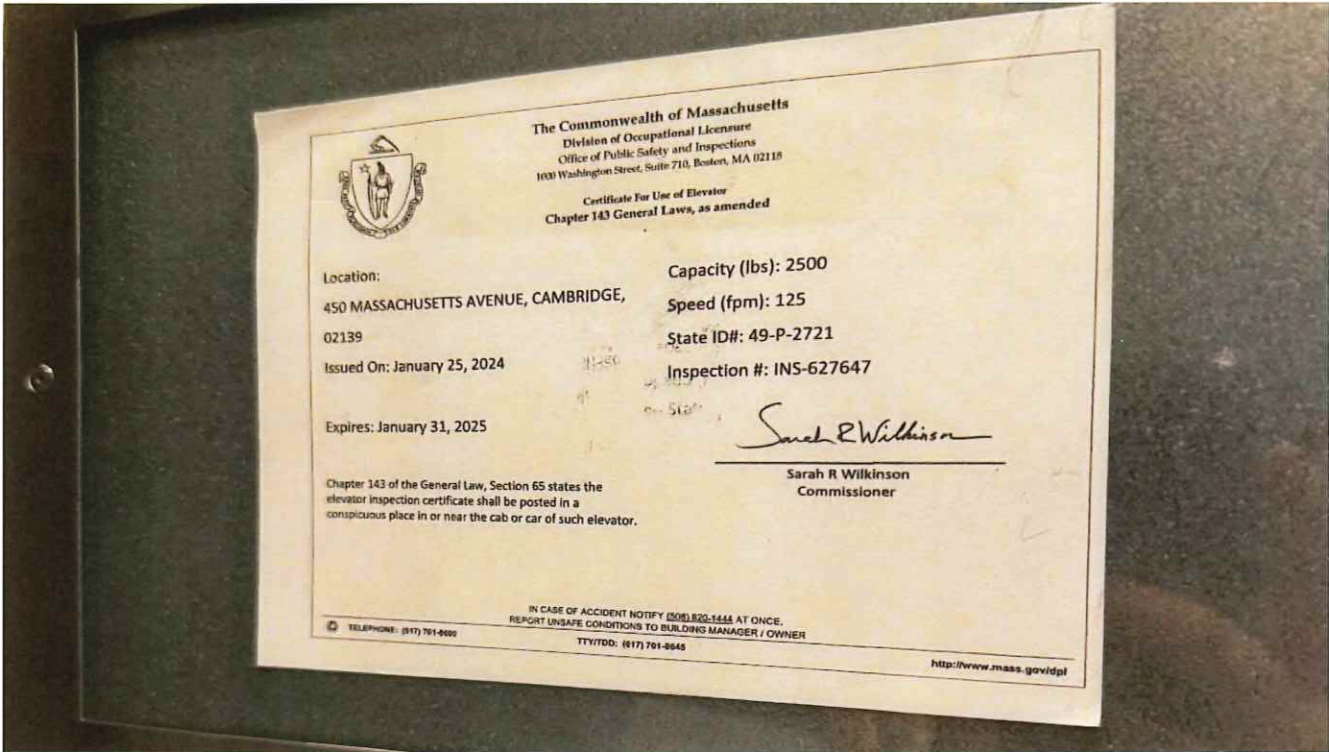 The Commonwealth of Massachusetts
Division of Occupational Licensure
Office of Public Safety and Inspections
1000 Washington Street, Suite 710, Boston, MA 02118
Certificate For Use of Elevator
Chapter 143 General Laws, as amended
Location:
450 MASSACHUSETTS AVENUE, CAMBRIDGE,
02139
Issued On: January 25, 2024
Expires: January 31, 2025
Capacity (lbs): 2500
Speed (fpm): 125
State ID#: 49-P-2721
Inspection #: INS-627647
Sarah R Wilkinson
Sarah R Wilkinson
Commissioner
Chapter 143 of the General Law, Section 65 states the
elevator inspection certificate shall be posted in a
conspicuous place in or near the cab or car of such elevator.
IN CASE OF ACCIDENT NOTIFY (508) 820-1444 AT ONCE.
REPORT UNSAFE CONDITIONS TO BUILDING MANAGER / OWNER
TELEPHONE: (617) 701-8600
TTY/TDD: (617) 701-8645
http://www.mass.gov/dpl